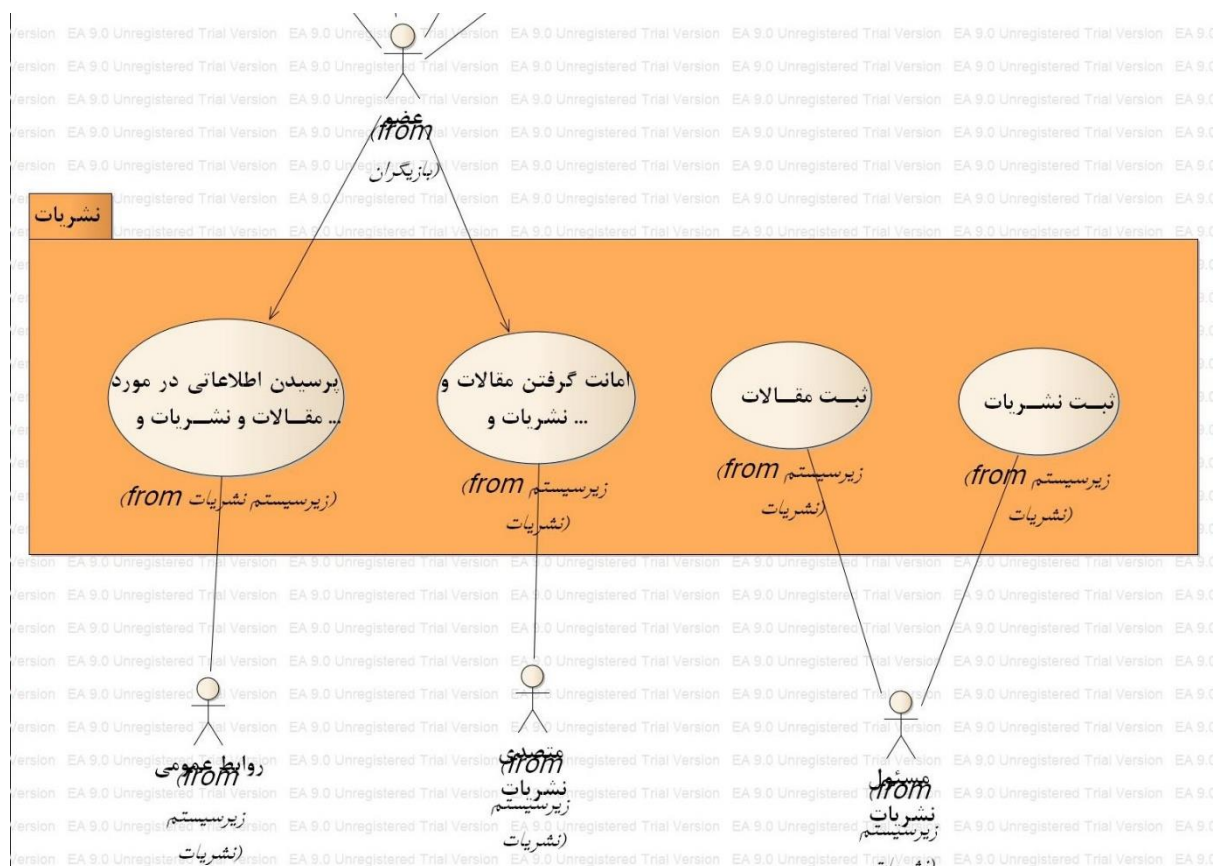 عضو
(from
بازیگران)
نشریات
پرسیدن اطلاعاتی در مورد
مقالات و نشریات و ...
(from زیرسیستم نشریات)
امانت گرفتن مقالات و
نشریات و ...
(from زیرسیستم
نشریات)
ثبت مقالات
(from زیرسیستم
نشریات)
ثبت نشریات
(from زیرسیستم
نشریات)
روابط عمومی
(from
زیرسیستم
نشریات)
متصدی
نشریات
(from
زیرسیستم
نشریات)
مسئول
نشریات
(from
زیرسیستم
EA 9.0 Unregistered Trial Version